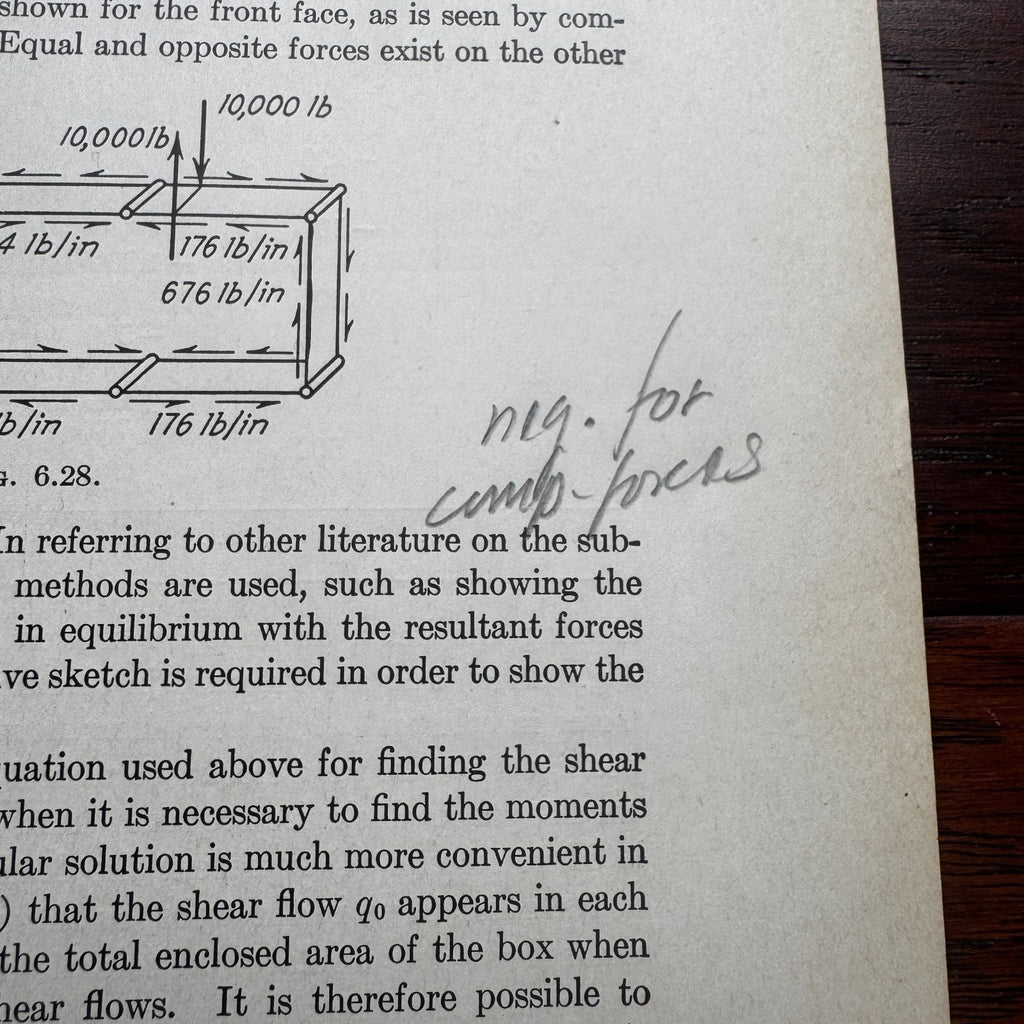 shown for the front face, as is seen by com-
Equal and opposite forces exist on the other
10,000 lb
10,000 lb
4 lb/in
176 lb/in
676 lb/in
b/in
176 lb/in
G. 6.28.
neg. for
comp-forces
In referring to other literature on the sub-
methods are used, such as showing the
in equilibrium with the resultant forces
ve sketch is required in order to show the
uation used above for finding the shear
when it is necessary to find the moments
ular solution is much more convenient in
) that the shear flow q₀ appears in each
the total enclosed area of the box when
hear flows. It is therefore possible to